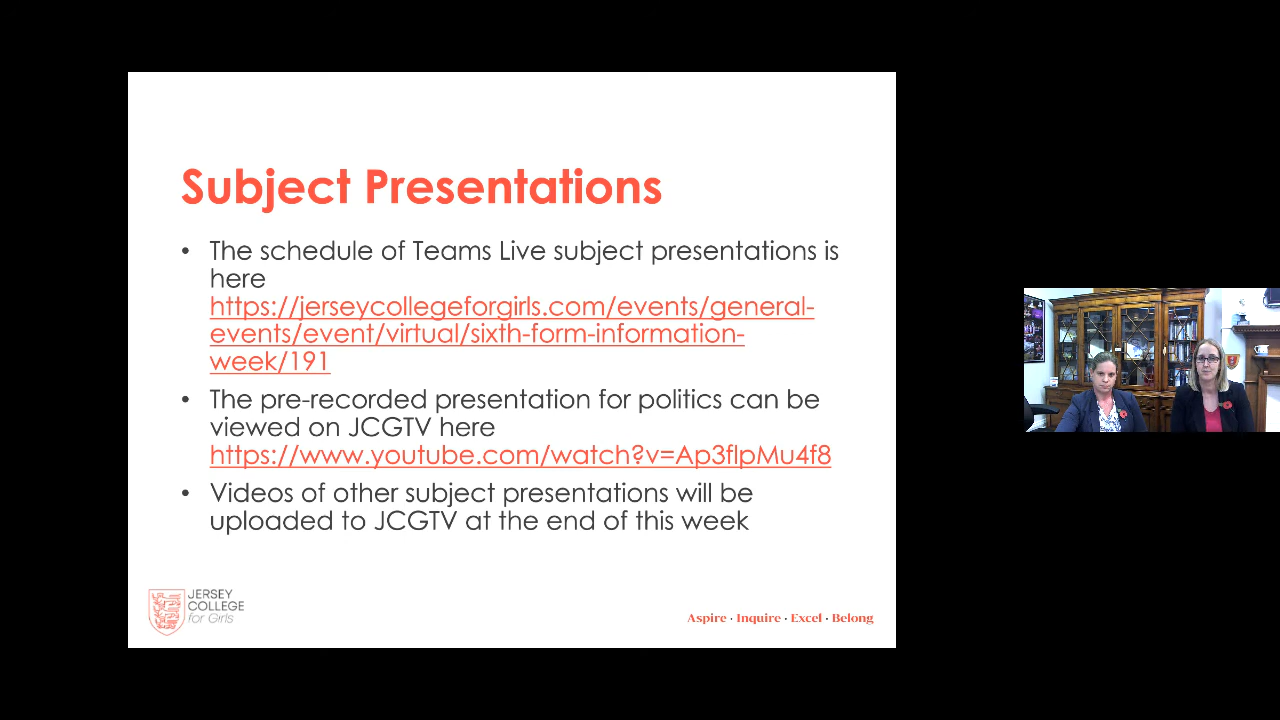 Subject Presentations
• The schedule of Teams Live subject presentations is
here
https://jerseycollegeforgirls.com/events/general-
events/event/virtual/sixth-form-information-
week/191
• The pre-recorded presentation for politics can be
viewed on JCGTV here
https://www.youtube.com/watch?v=Ap3flpMu4f8
• Videos of other subject presentations will be
uploaded to JCGTV at the end of this week
JERSEY
COLLEGE
for Girls
Aspire · Inquire · Excel · Belong